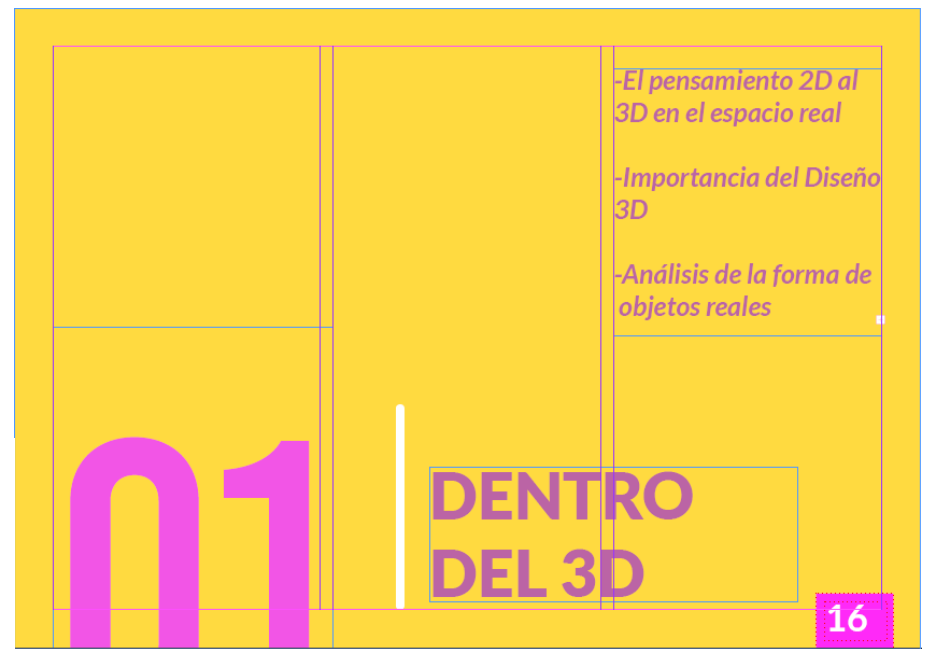 -El pensamiento 2D al
3D en el espacio real
-Importancia del Diseño
3D
-Análisis de la forma de
objetos reales
01
DENTRO
DEL 3D
16